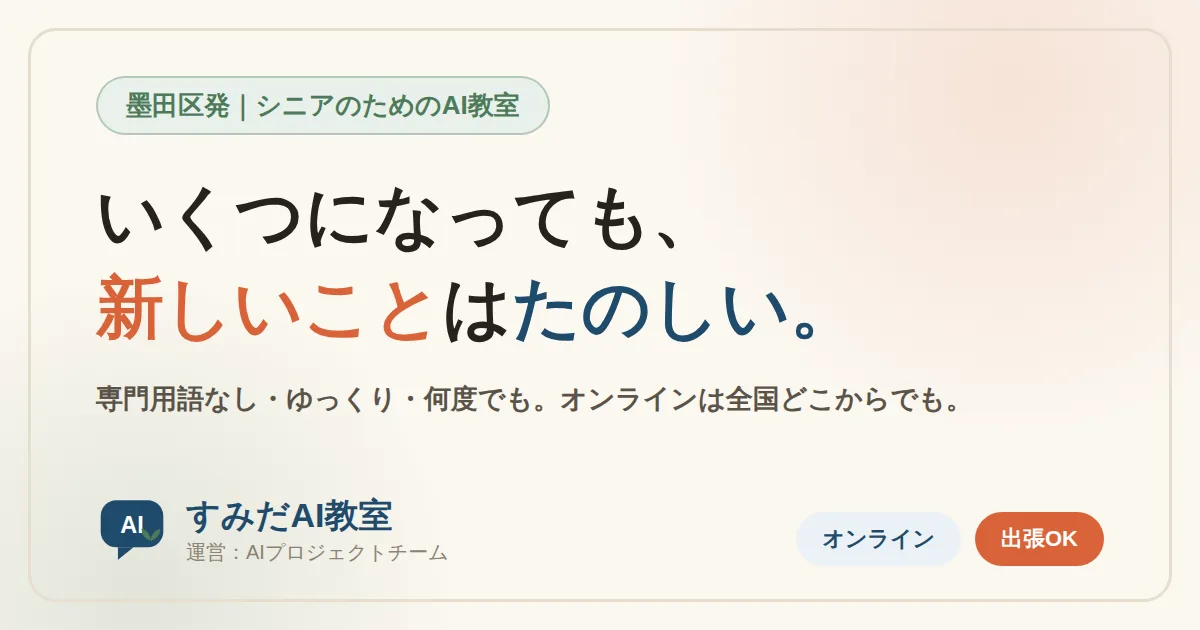 墨田区発｜シニアのためのAI教室
いくつになっても、
新しいことはたのしい。
専門用語なし・ゆっくり・何度でも。オンラインは全国どこからでも。
AI
すみだAI教室
運営：AIプロジェクトチーム
オンライン
出張OK